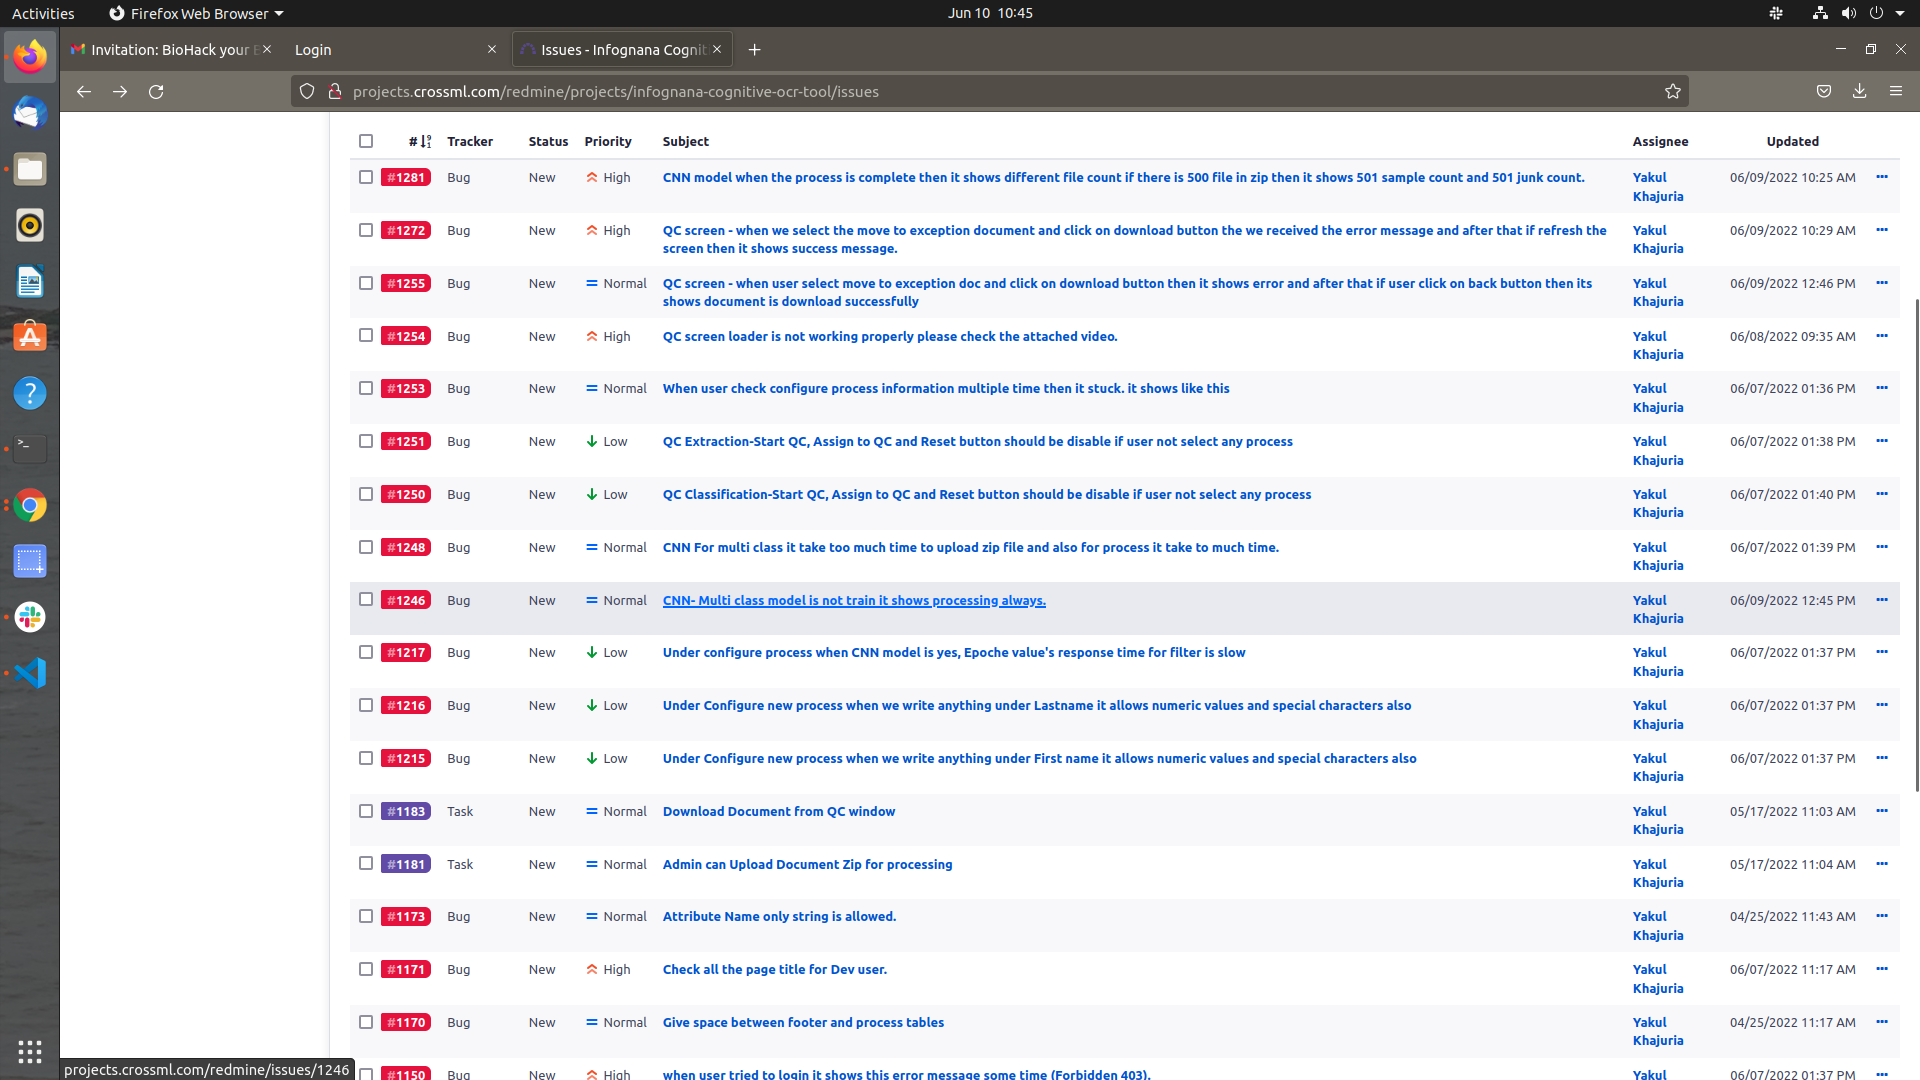 Activities Firefox Web Browser Jun 10 10:45
Invitation: BioHack your B Login Issues - Infognana Cognit
projects.crossml.com/redmine/projects/infognana-cognitive-ocr-tool/issues
# Tracker Status Priority Subject Assignee Updated
#1281 Bug New High CNN model when the process is complete then it shows different file count if there is 500 file in zip then it shows 501 sample count and 501 junk count. Yakul Khajuria 06/09/2022 10:25 AM
#1272 Bug New High QC screen - when we select the move to exception document and click on download button the we received the error message and after that if refresh the
screen then it shows success message. Yakul Khajuria 06/09/2022 10:29 AM
#1255 Bug New Normal QC screen - when user select move to exception doc and click on download button then it shows error and after that if user click on back button then its
shows document is download successfully Yakul Khajuria 06/09/2022 12:46 PM
#1254 Bug New High QC screen loader is not working properly please check the attached video. Yakul Khajuria 06/08/2022 09:35 AM
#1253 Bug New Normal When user check configure process information multiple time then it stuck. it shows like this Yakul Khajuria 06/07/2022 01:36 PM
#1251 Bug New Low QC Extraction-Start QC, Assign to QC and Reset button should be disable if user not select any process Yakul Khajuria 06/07/2022 01:38 PM
#1250 Bug New Low QC Classification-Start QC, Assign to QC and Reset button should be disable if user not select any process Yakul Khajuria 06/07/2022 01:40 PM
#1248 Bug New Normal CNN For multi class it take too much time to upload zip file and also for process it take to much time. Yakul Khajuria 06/07/2022 01:39 PM
#1246 Bug New Normal CNN- Multi class model is not train it shows processing always. Yakul Khajuria 06/09/2022 12:45 PM
#1217 Bug New Low Under configure process when CNN model is yes, Epoche value's response time for filter is slow Yakul Khajuria 06/07/2022 01:37 PM
#1216 Bug New Low Under Configure new process when we write anything under Lastname it allows numeric values and special characters also Yakul Khajuria 06/07/2022 01:37 PM
#1215 Bug New Low Under Configure new process when we write anything under First name it allows numeric values and special characters also Yakul Khajuria 06/07/2022 01:37 PM
#1183 Task New Normal Download Document from QC window Yakul Khajuria 05/17/2022 11:03 AM
#1181 Task New Normal Admin can Upload Document Zip for processing Yakul Khajuria 05/17/2022 11:04 AM
#1173 Bug New Normal Attribute Name only string is allowed. Yakul Khajuria 04/25/2022 11:43 AM
#1171 Bug New High Check all the page title for Dev user. Yakul Khajuria 06/07/2022 11:17 AM
#1170 Bug New Normal Give space between footer and process tables Yakul Khajuria 04/25/2022 11:17 AM
#1150 Bug New High when user tried to login it shows this error message some time (Forbidden 403). Yakul 06/07/2022 01:37 PM
projects.crossml.com/redmine/issues/1246